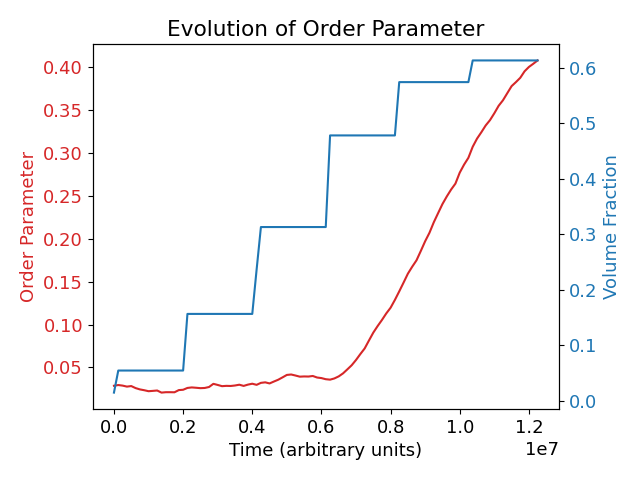 Evolution of Order Parameter
Order Parameter
0.40
0.35
0.30
0.25
0.20
0.15
0.10
0.05
0.6
0.5
0.4
0.3
0.2
0.1
0.0
Volume Fraction
0.0 0.2 0.4 0.6 0.8 1.0 1.2
1e7
Time (arbitrary units)